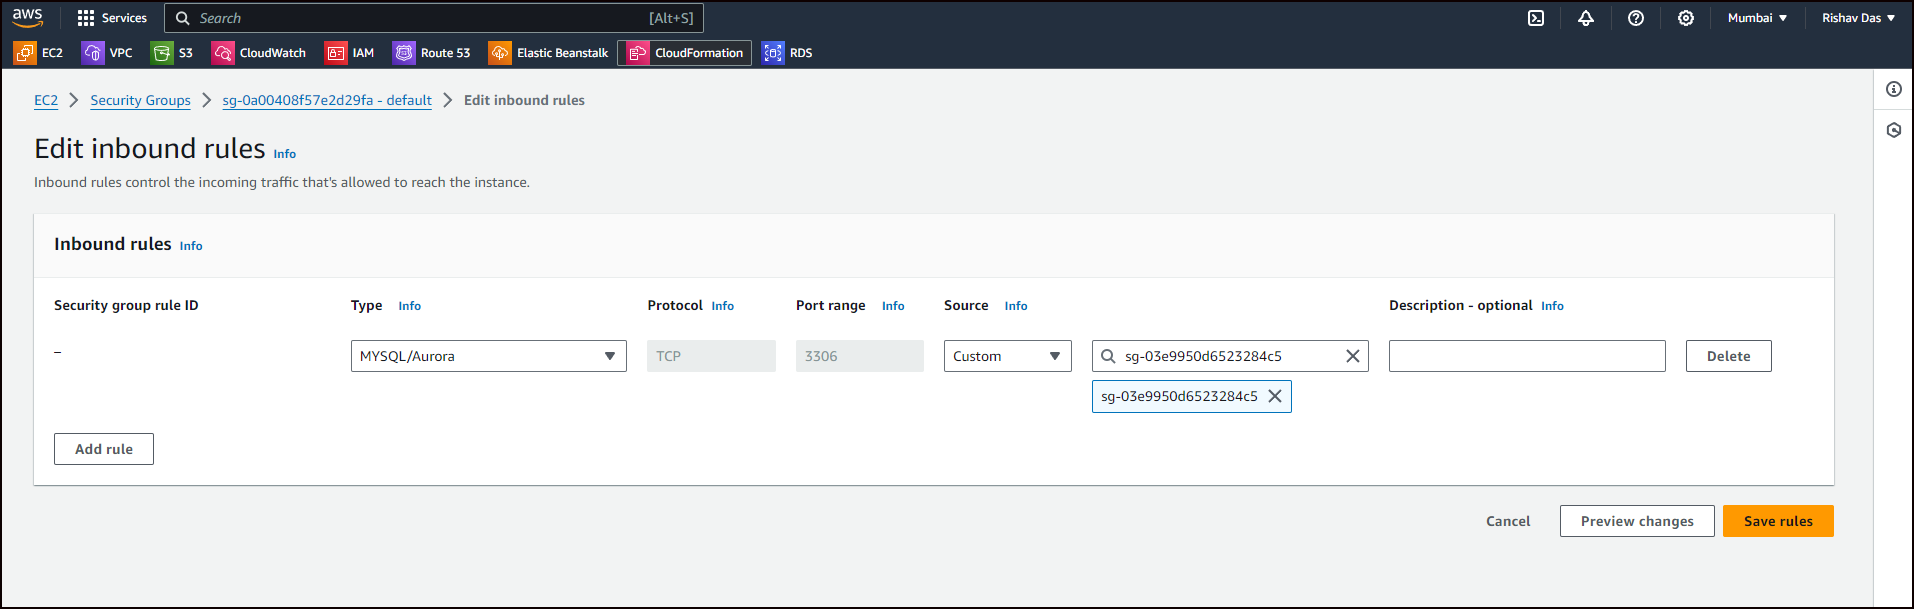 aws Services Search [Alt+S] Mumbai Rishav Das
EC2 VPC S3 CloudWatch IAM Route 53 Elastic Beanstalk CloudFormation RDS
EC2 Security Groups sg-0a00408f57e2d29fa - default Edit inbound rules
Edit inbound rules Info
Inbound rules control the incoming traffic that's allowed to reach the instance.
Inbound rules Info
Security group rule ID Type Info Protocol Info Port range Info Source Info Description - optional Info
– MYSQL/Aurora TCP 3306 Custom sg-03e9950d6523284c5 Delete
sg-03e9950d6523284c5
Add rule
Cancel Preview changes Save rules